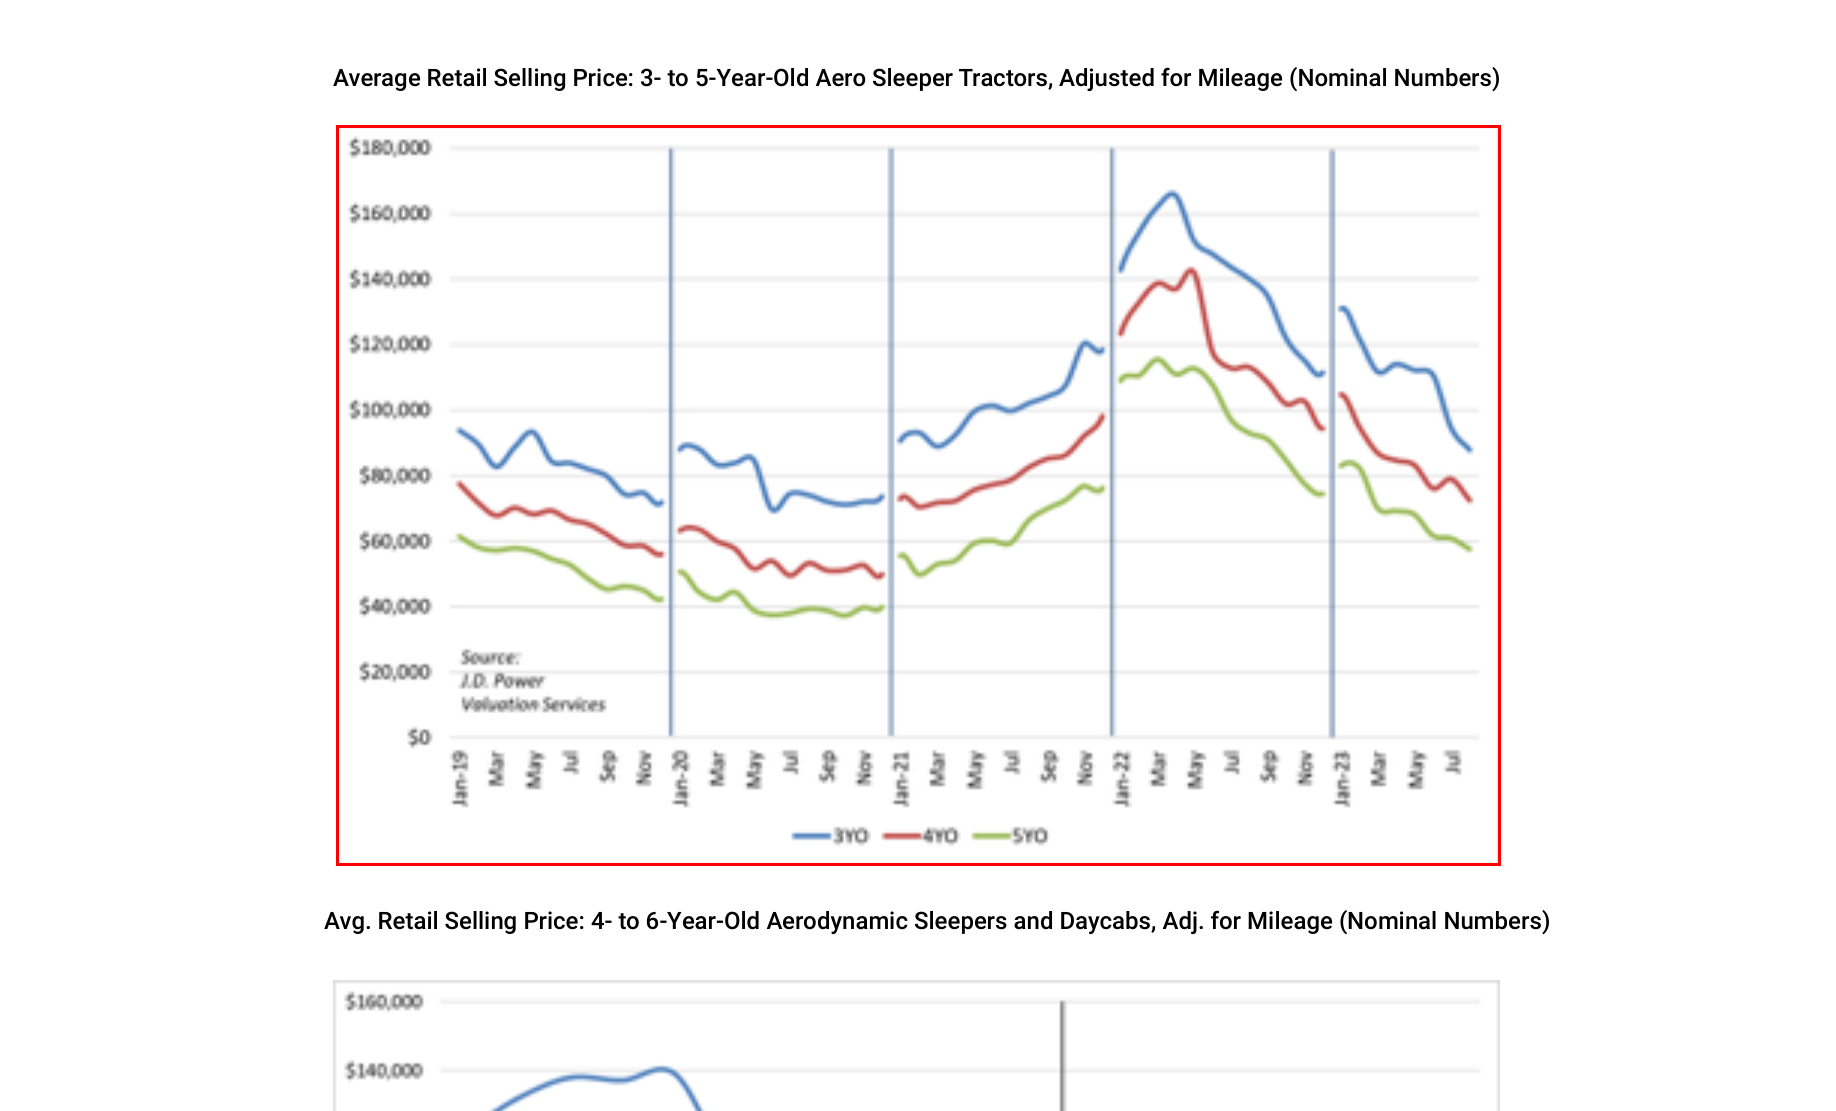 Average Retail Selling Price: 3- to 5-Year-Old Aero Sleeper Tractors, Adjusted for Mileage (Nominal Numbers)
$180,000
$160,000
$140,000
$120,000
$100,000
$80,000
$60,000
$40,000
$20,000
$0
Source:
J.D. Power
Valuation Services
Jan-19 Mar May Jul Sep Nov Jan-20 Mar May Jul Sep Nov Jan-21 Mar May Jul Sep Nov Jan-22 Mar May Jul Sep Nov Jan-23 Mar May Jul
3YO 4YO 5YO
Avg. Retail Selling Price: 4- to 6-Year-Old Aerodynamic Sleepers and Daycabs, Adj. for Mileage (Nominal Numbers)
$160,000
$140,000